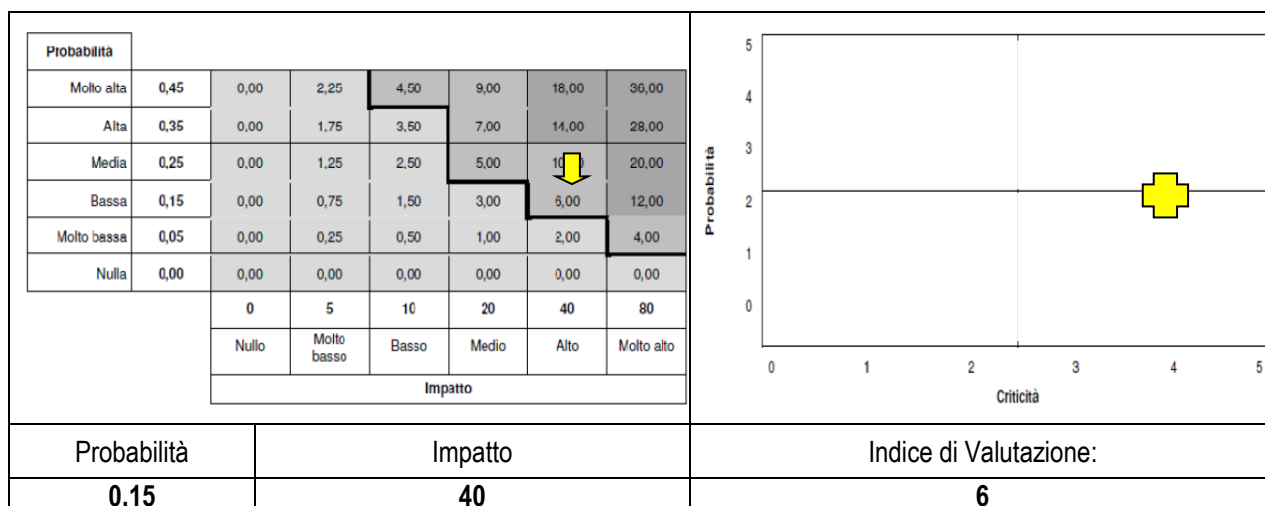 Probabilità
Molto alta 0,45 0,00 2,25 4,50 9,00 18,00 36,00
Alta 0,35 0,00 1,75 3,50 7,00 14,00 28,00
Media 0,25 0,00 1,25 2,50 5,00 20,00
Bassa 0,15 0,00 0,75 1,50 3,00 6,00 12,00
Molto bassa 0,05 0,00 0,25 0,50 1,00 2,00 4,00
Nulla 0,00 0,00 0,00 0,00 0,00 0,00 0,00
0 5 10 20 40 80
Nullo Molto basso Basso Medio Alto Molto alto
Impatto
5
4
3
2
1
0
Probabilità
0 1 2 3 4 5
Criticità
Probabilità Impatto Indice di Valutazione:
0.15 40 6